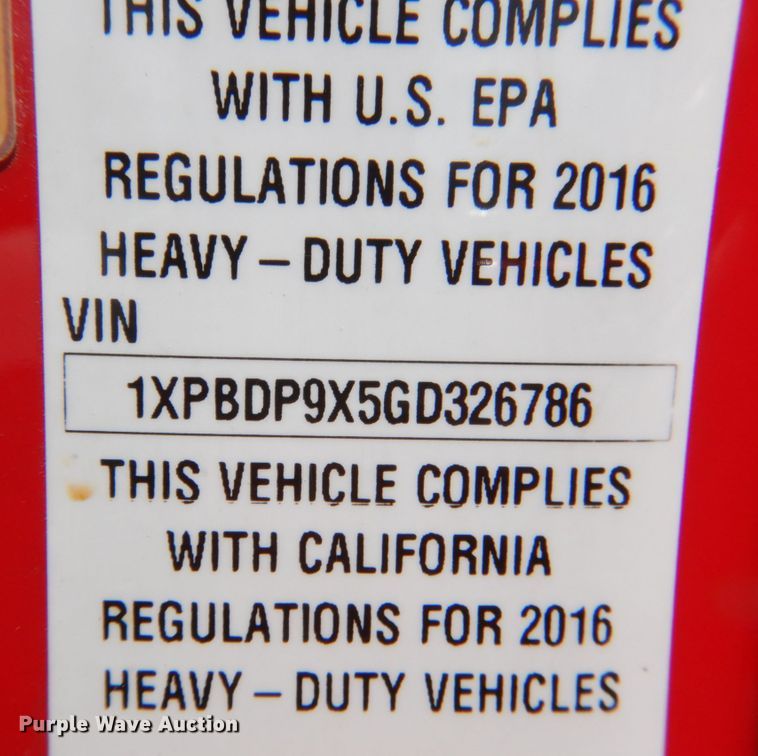 THIS VEHICLE COMPLIES
WITH U.S. EPA
REGULATIONS FOR 2016
HEAVY – DUTY VEHICLES
VIN
1XPBDP9X5GD326786
THIS VEHICLE COMPLIES
WITH CALIFORNIA
REGULATIONS FOR 2016
HEAVY – DUTY VEHICLES
Purple Wave Auction